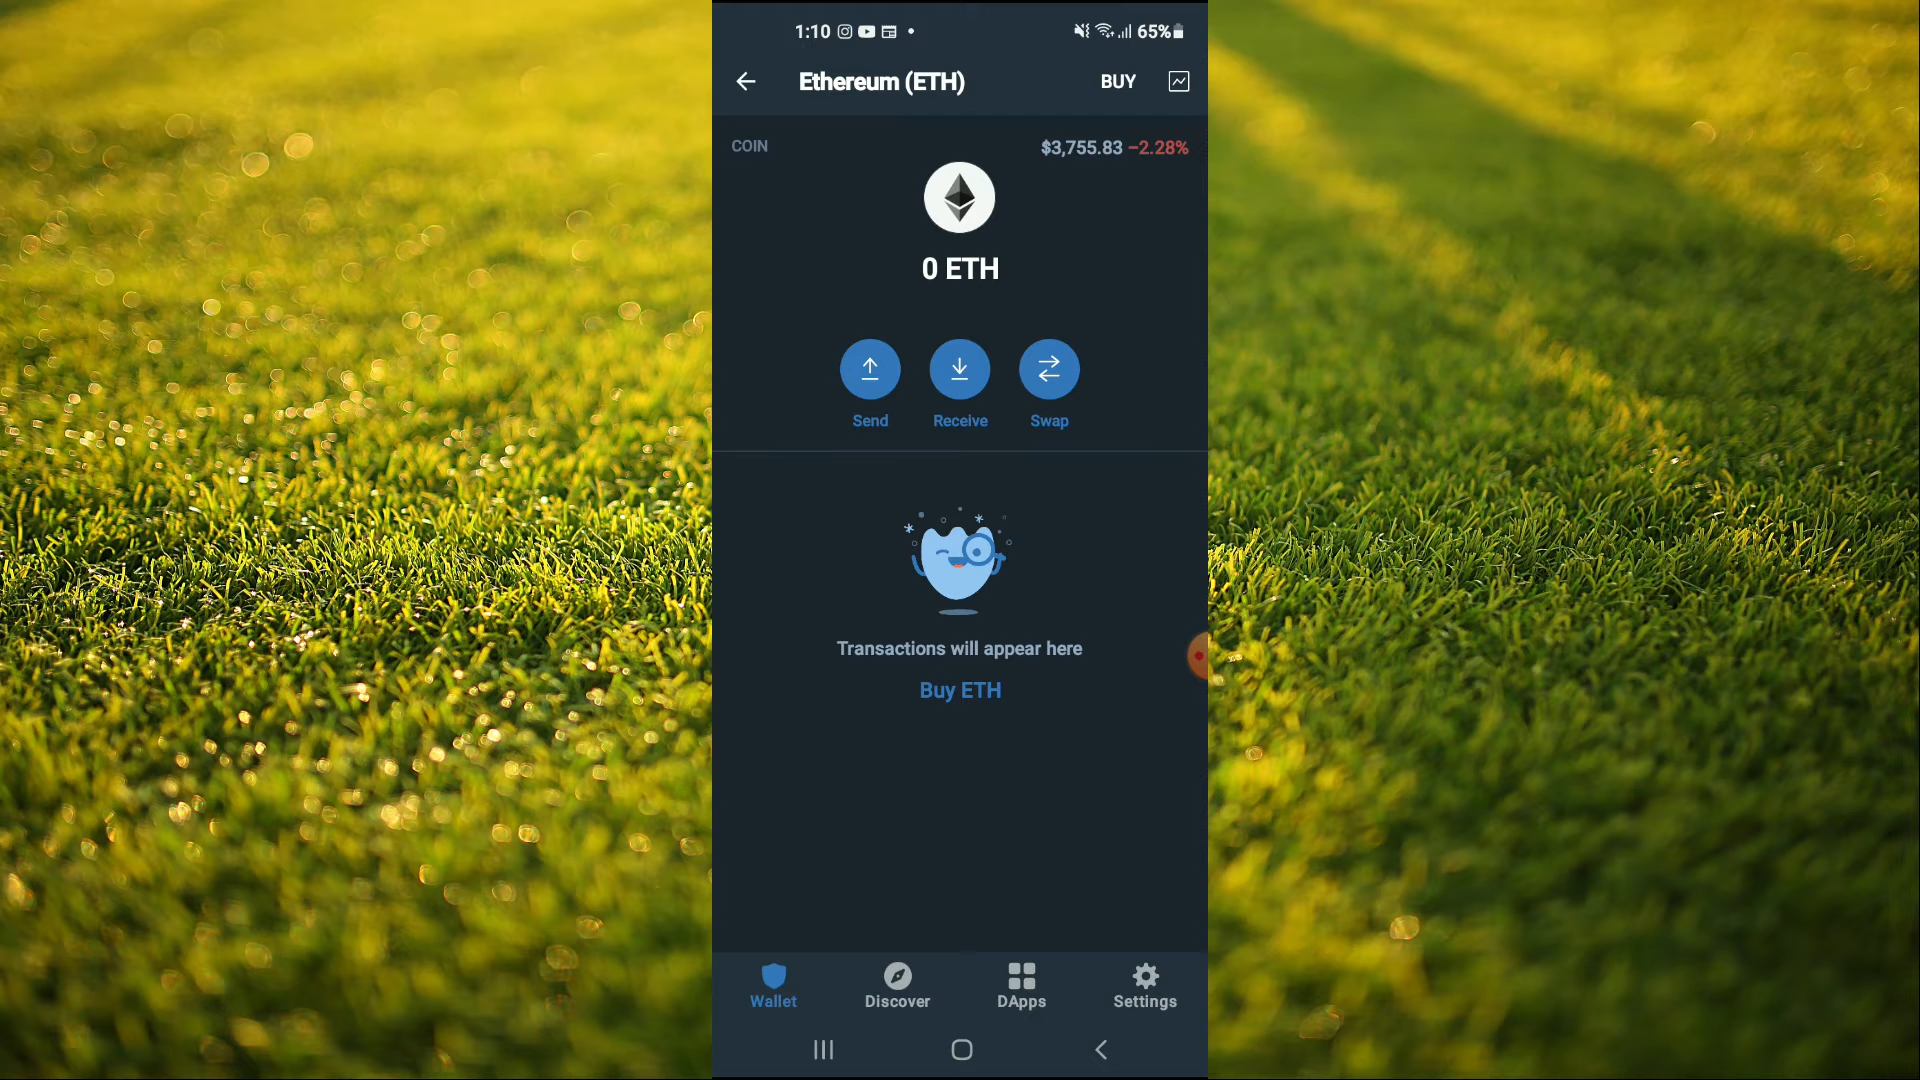 1:10 65%
Ethereum (ETH) BUY
COIN $3,755.83 −2.28%
0 ETH
Send Receive Swap
Transactions will appear here
Buy ETH
Wallet Discover DApps Settings